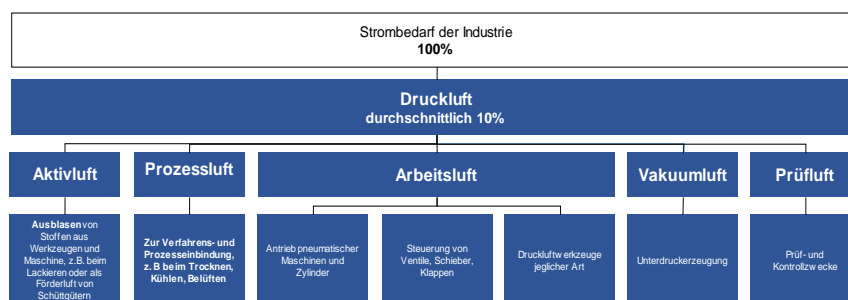 Strombedarf der Industrie
100%
Druckluft
durchschnittlich 10%
Aktivluft
Prozessluft
Arbeitsluft
Vakuumluft
Prüfluft
Ausblasen von
Stoffen aus
Werkzeugen und
Maschine, z.B. beim
Lackieren oder als
Förderluft von
Schüttgütern
Zur Verfahrens- und
Prozesseinbindung,
z. B beim Trocknen,
Kühlen, Belüften
Antrieb pneumatischer
Maschinen und
Zylinder
Steuerung von
Ventile, Schieber,
Klappen
Druckluftwerkzeuge
jeglicher Art
Unterdruckerzeugung
Prüf- und
Kontrollzwecke